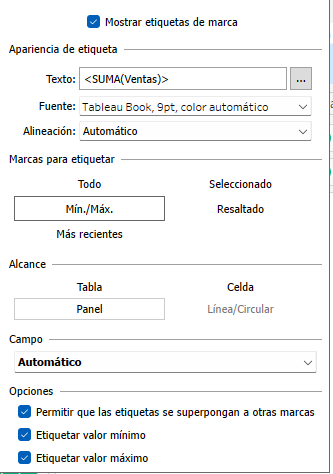 Mostrar etiquetas de marca
Apariencia de etiqueta
Texto: <SUMA(Ventas)> ...
Fuente: Tableau Book, 9pt, color automático
Alineación: Automático
Marcas para etiquetar
Todo Seleccionado
Mín./Máx. Resaltado
Más recientes
Alcance
Tabla Celda
Panel Línea/Circular
Campo
Automático
Opciones
Permitir que las etiquetas se superpongan a otras marcas
Etiquetar valor mínimo
Etiquetar valor máximo